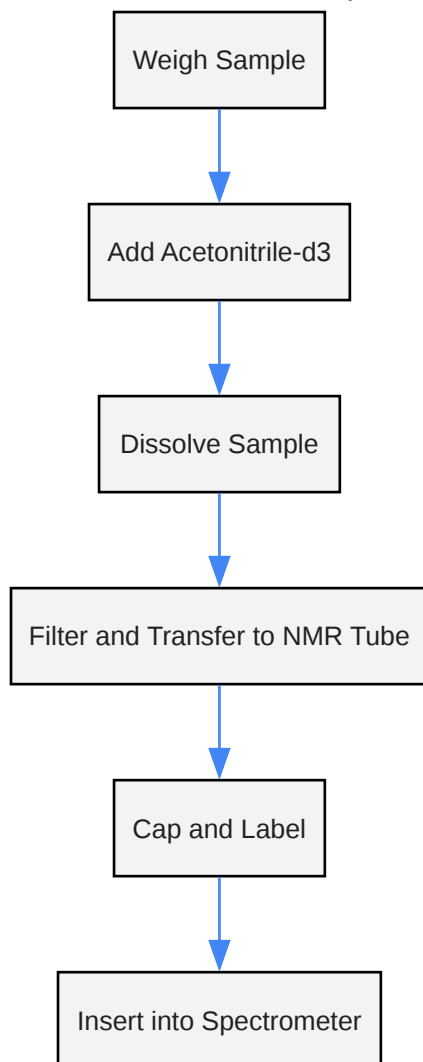 Weigh Sample
Add Acetonitrile-d3
Dissolve Sample
Filter and Transfer to NMR Tube
Cap and Label
Insert into Spectrometer